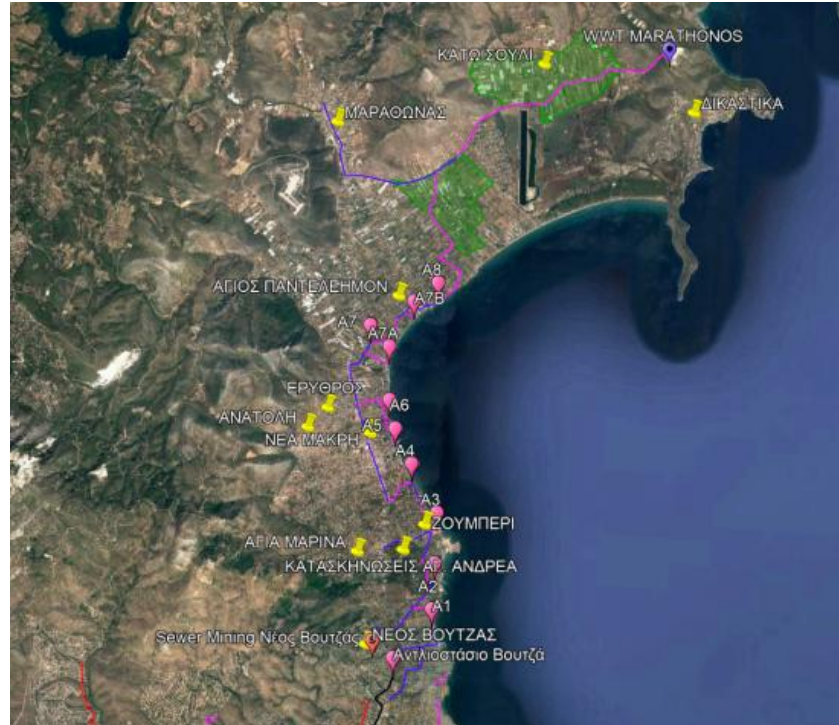 WWT MARATHONOS
ΚΑΤΩ ΣΟΥΛΙ
ΔΙΚΑΣΤΙΚΑ
ΜΑΡΑΘΩΝΑΣ
A8
ΑΓΙΟΣ ΠΑΝΤΕΛΕΗΜΟΝ
A7B
A7
A7A
ΕΡΥΘΡΟΣ
A6
ΑΝΑΤΟΛΗ
A5
ΝΕΑ ΜΑΚΡΗ
A4
A3
ΖΟΥΜΠΕΡΙ
ΑΓΙΑ ΜΑΡΙΝΑ
ΚΑΤΑΣΚΗΝΩΣΕΙΣ ΑΓ. ΑΝΔΡΕΑ
A2
A1
Sewer Mining Νέος Βουτζάς
ΝΕΟΣ ΒΟΥΤΖΑΣ
Αντλιοστάσιο Βουτζά